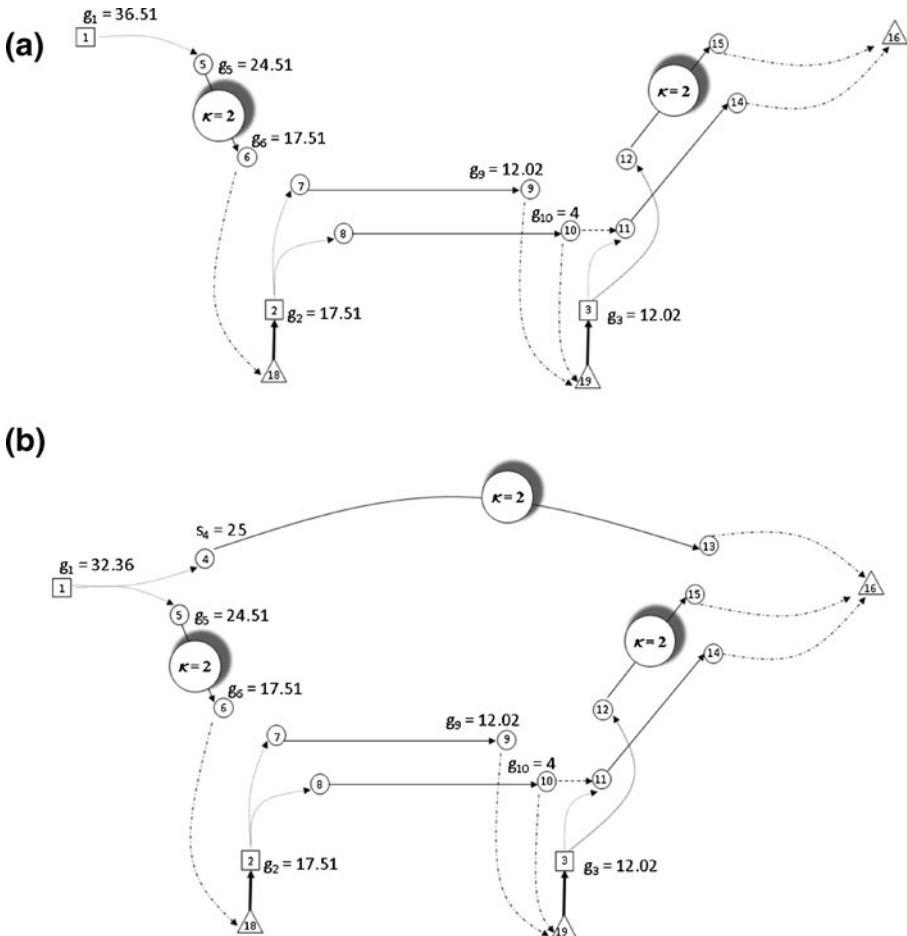 (a)
g₁ = 36.51
1
5
g₅ = 24.51
κ = 2
g₆ = 17.51
6
7
g₉ = 12.02
9
8
g₁₀ = 4
10
11
12
κ = 2
15
14
16
2
g₂ = 17.51
18
3
g₃ = 12.02
19
(b)
κ = 2
s₄ = 25
4
13
g₁ = 32.36
1
16
5
g₅ = 24.51
κ = 2
g₆ = 17.51
6
7
g₉ = 12.02
9
8
g₁₀ = 4
10
11
12
κ = 2
15
14
2
g₂ = 17.51
18
3
g₃ = 12.02
19